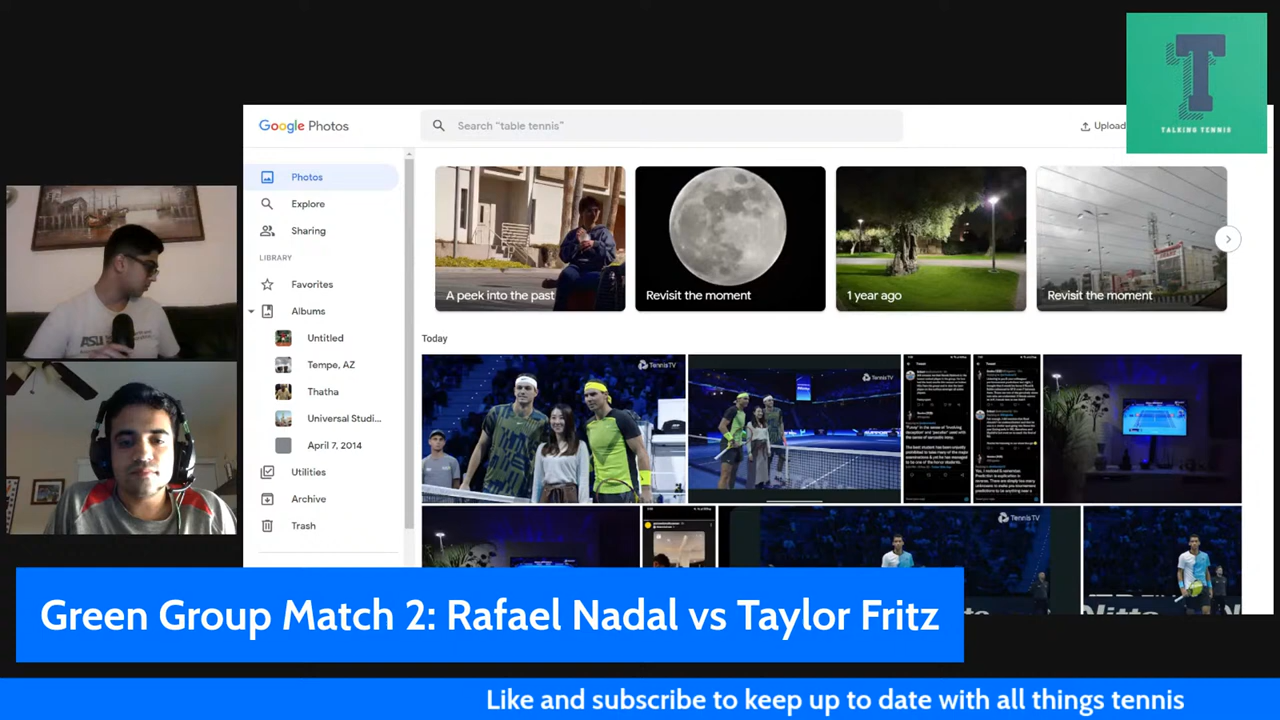 T
TALKING TENNIS
Google Photos
Search "table tennis"
Upload
Photos
Explore
Sharing
LIBRARY
Favorites
Albums
Untitled
Tempe, AZ
Thatha
Universal Studi...
April 7, 2014
Utilities
Archive
Trash
A peek into the past
Revisit the moment
1 year ago
Revisit the moment
Today
TennisTV
TennisTV
TennisTV
Nitto
ASU
Green Group Match 2: Rafael Nadal vs Taylor Fritz
Like and subscribe to keep up to date with all things tennis